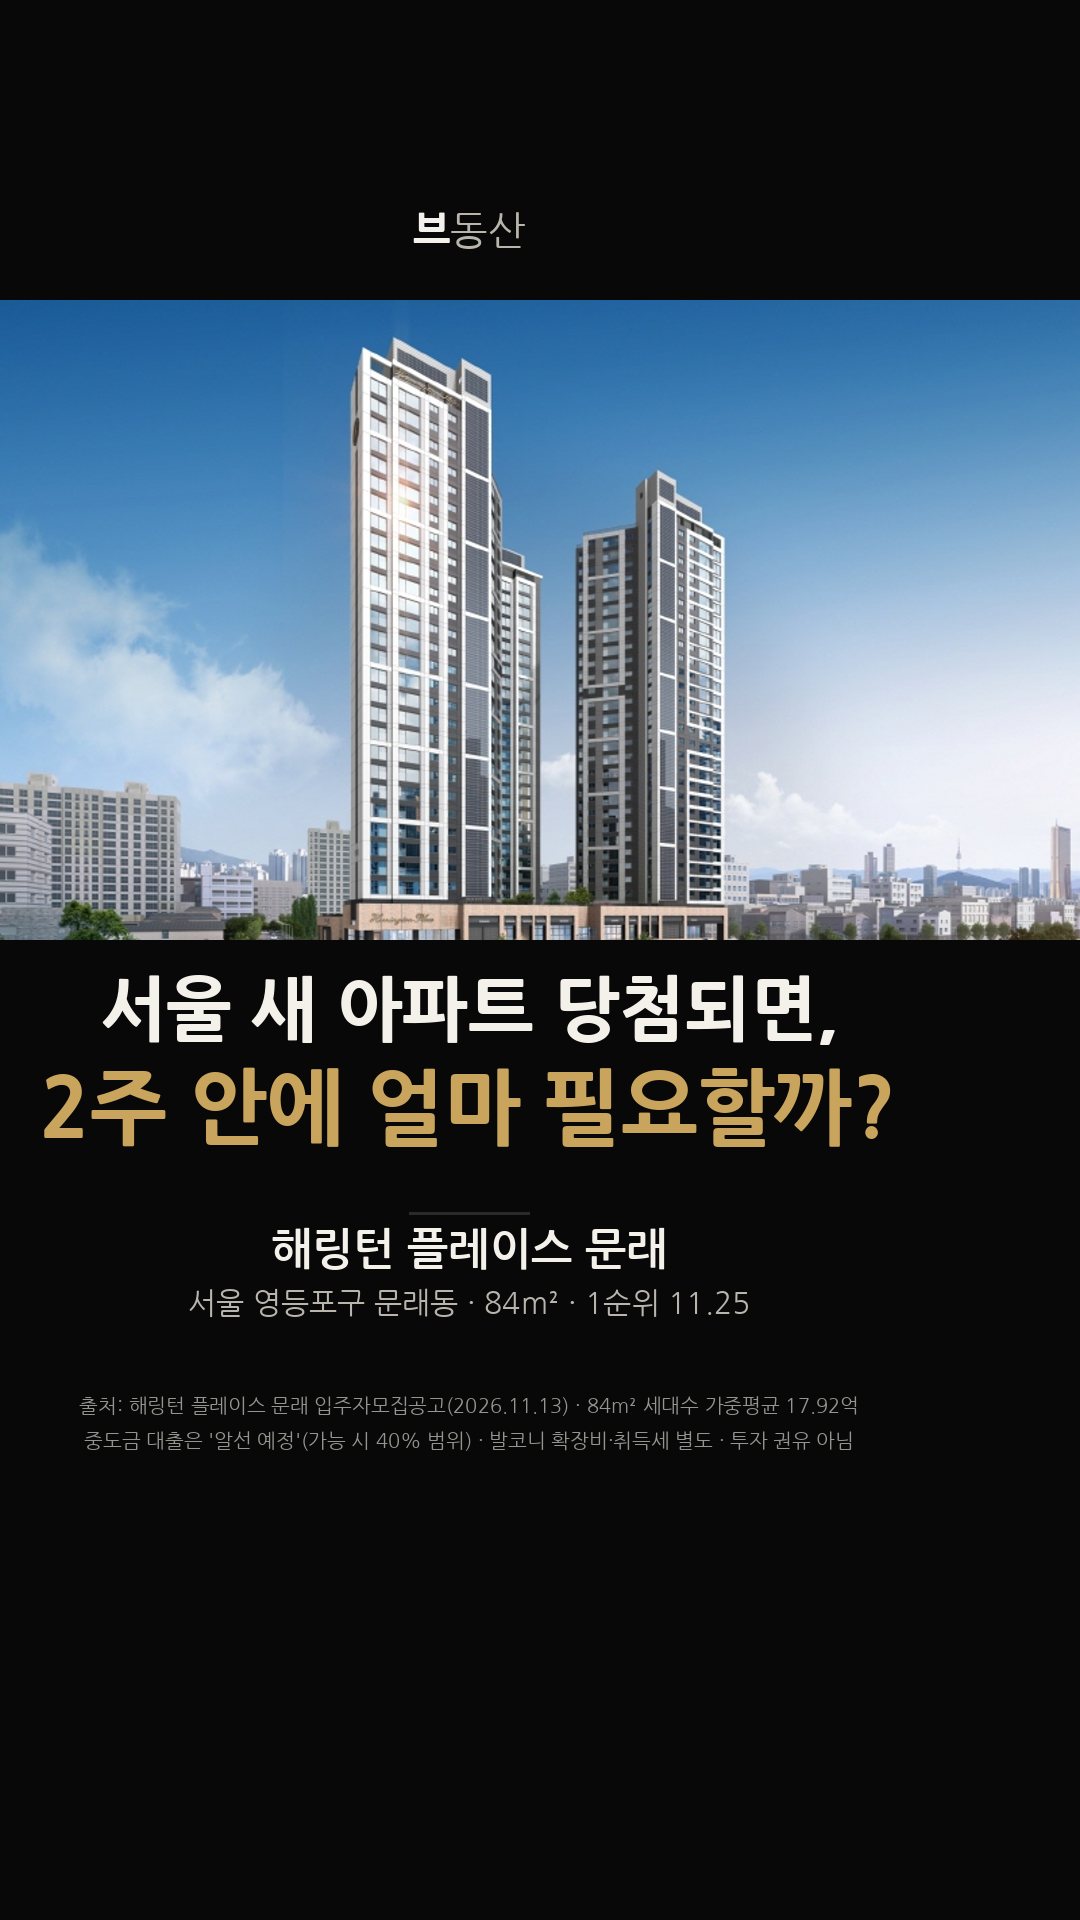 브동산
서울 새 아파트 당첨되면,
2주 안에 얼마 필요할까?
해링턴 플레이스 문래
서울 영등포구 문래동 · 84m² · 1순위 11.25
출처: 해링턴 플레이스 문래 입주자모집공고(2026.11.13) · 84m² 세대수 가중평균 17.92억
중도금 대출은 '알선 예정'(가능 시 40% 범위) · 발코니 확장비·취득세 별도 · 투자 권유 아님